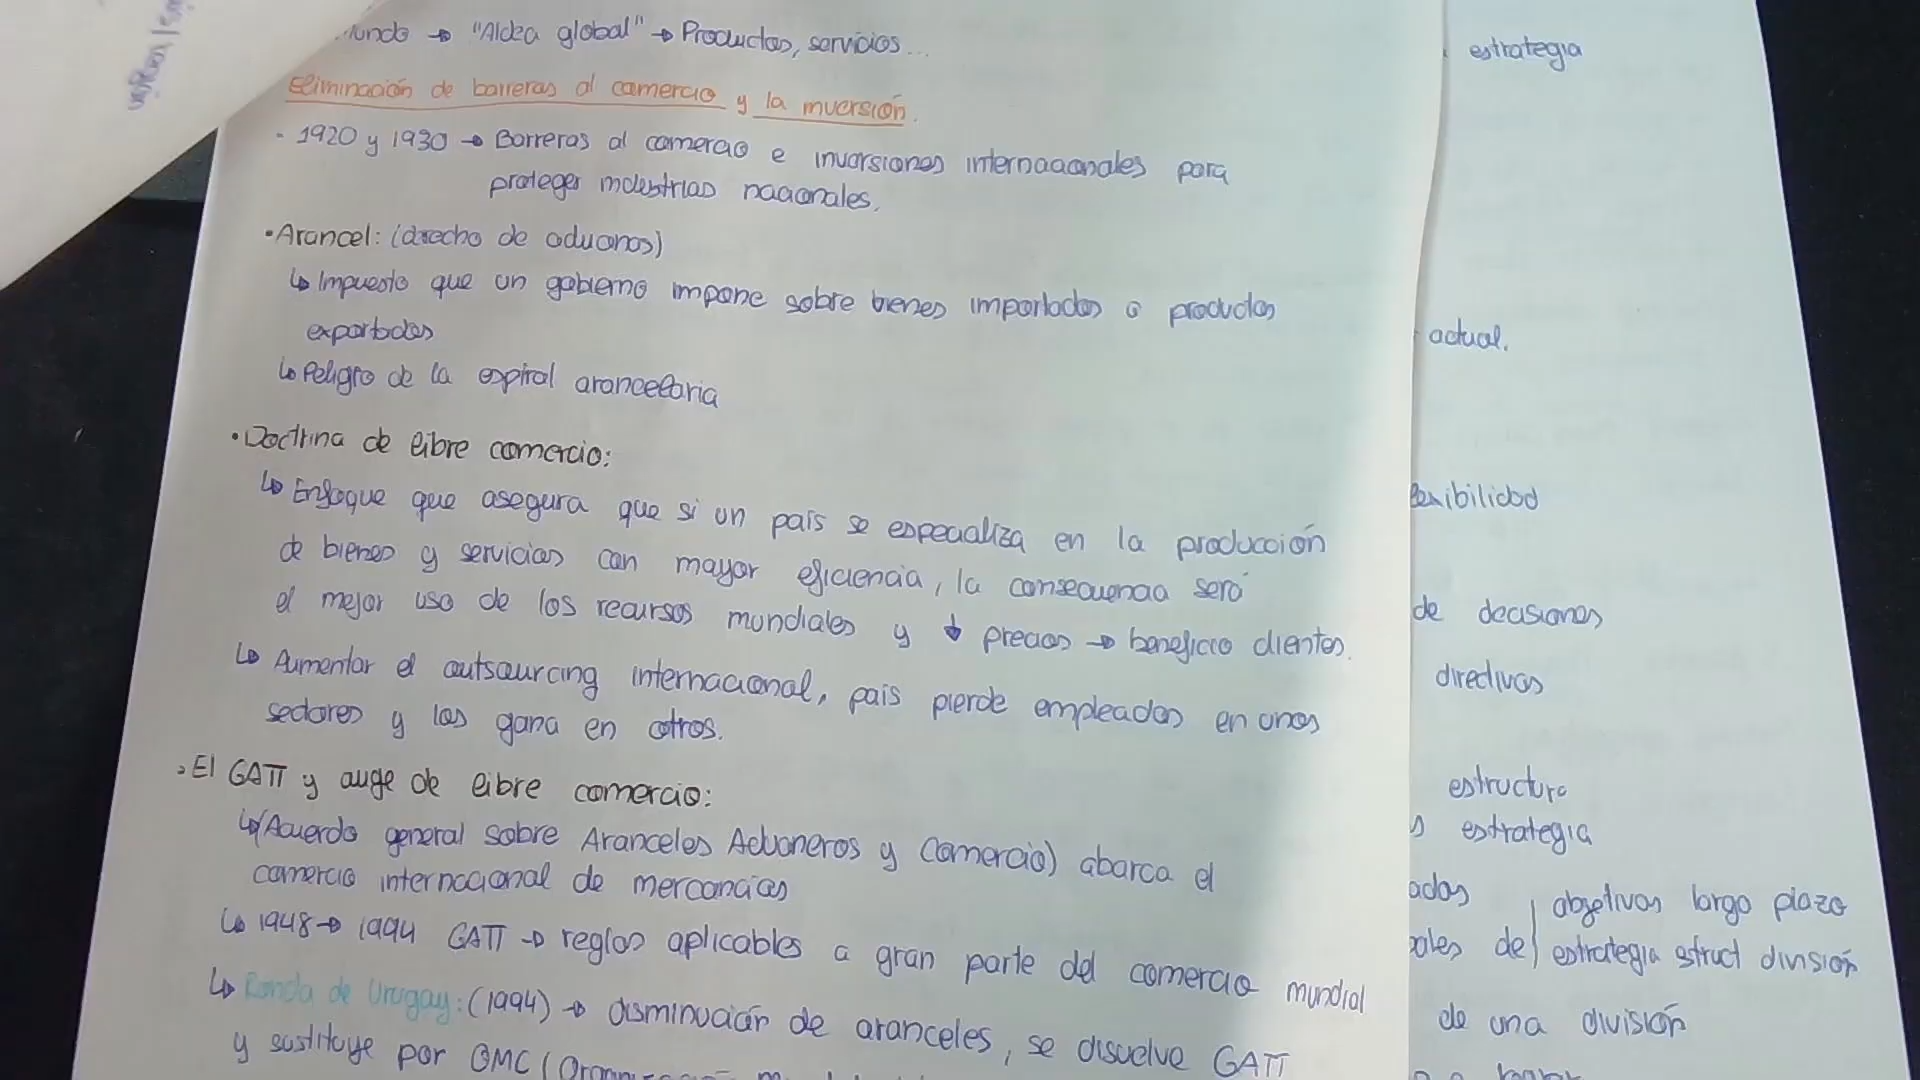 "Aldea global" → Productos, servicios...
Eliminación de barreras al comercio y la inversión.
- 1920 y 1930 → Barreras al comercio e inversiones internacionales para
proteger industrias nacionales.
• Arancel: (derecho de aduanas)
↳ Impuesto que un gobierno impone sobre bienes importados o productos
exportados
↳ Peligro de la espiral arancelaria
• Doctrina de libre comercio:
↳ Enfoque que asegura que si un país se especializa en la producción
de bienes y servicios con mayor eficiencia, la consecuencia será
el mejor uso de los recursos mundiales y ↓ precios → beneficio clientes.
↳ Aumentar el outsourcing internacional, país pierde empleados en unos
sectores y los gana en otros.
• El GATT y auge de libre comercio:
↳ (Acuerdo general sobre Aranceles Aduaneros y Comercio) abarca el
comercio internacional de mercancías
↳ 1948 → 1994 GATT → reglas aplicables a gran parte del comercio mundial
↳ Ronda de Urugay: (1994) → disminución de aranceles, se disuelve GATT
y sustituye por OMC (
estrategia
actual.
de decisiones
directivos
estructura
estrategia
objetivos largo plazo
de estrategia struct división
de una división